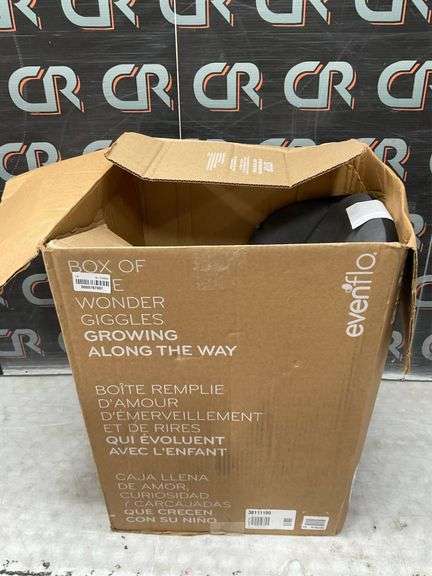 CR CR CR CR
CR CR CR
BOX OF
WONDER
GIGGLES
GROWING
ALONG THE WAY
evenflo
BOÎTE REMPLIE
D'AMOUR
D'ÉMERVEILLEMENT
ET DE RIRES
QUI ÉVOLUENT
AVEC L'ENFANT
CAJA LLENA
DE AMOR,
CURIOSIDAD
Y CARCAJADAS
QUE CRECEN
CON SU NIÑO